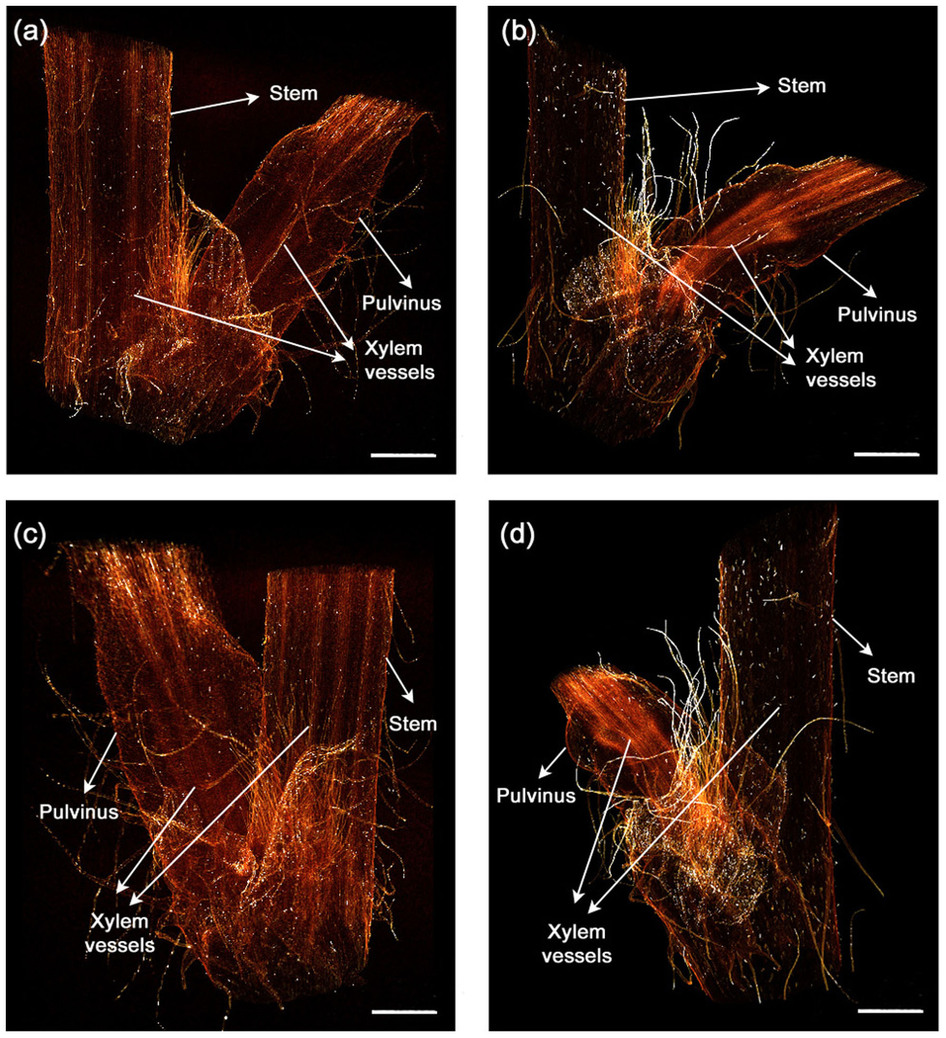 (a)
Stem
Pulvinus
Xylem
vessels
(b)
Stem
Pulvinus
Xylem
vessels
(c)
Stem
Pulvinus
Xylem
vessels
(d)
Stem
Pulvinus
Xylem
vessels